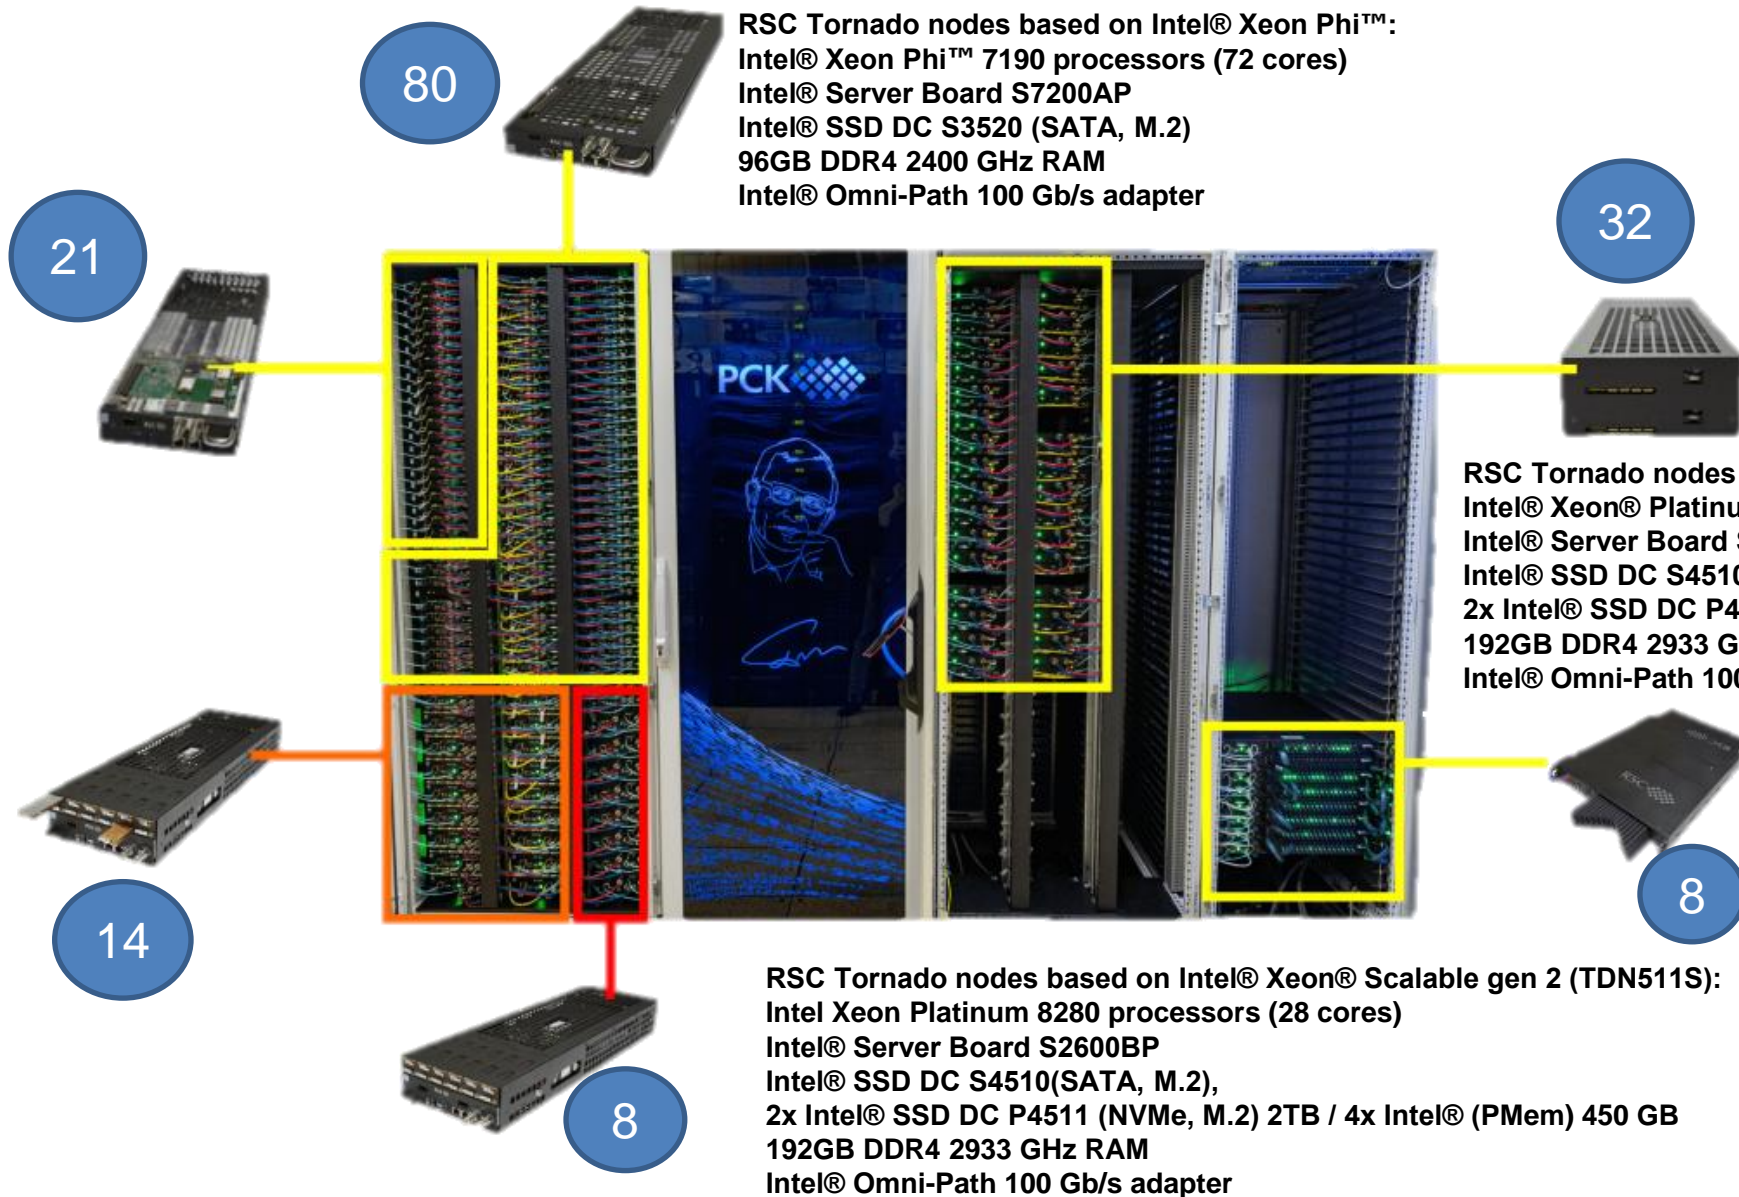 80
RSC Tornado nodes based on Intel® Xeon Phi™:
Intel® Xeon Phi™ 7190 processors (72 cores)
Intel® Server Board S7200AP
Intel® SSD DC S3520 (SATA, M.2)
96GB DDR4 2400 GHz RAM
Intel® Omni-Path 100 Gb/s adapter
21
32
РСК
RSC Tornado nodes
Intel® Xeon® Platinu
Intel® Server Board S
Intel® SSD DC S4510
2x Intel® SSD DC P4
192GB DDR4 2933 G
Intel® Omni-Path 100
RSC
14
8
8
RSC Tornado nodes based on Intel® Xeon® Scalable gen 2 (TDN511S):
Intel Xeon Platinum 8280 processors (28 cores)
Intel® Server Board S2600BP
Intel® SSD DC S4510(SATA, M.2),
2x Intel® SSD DC P4511 (NVMe, M.2) 2TB / 4x Intel® (PMem) 450 GB
192GB DDR4 2933 GHz RAM
Intel® Omni-Path 100 Gb/s adapter